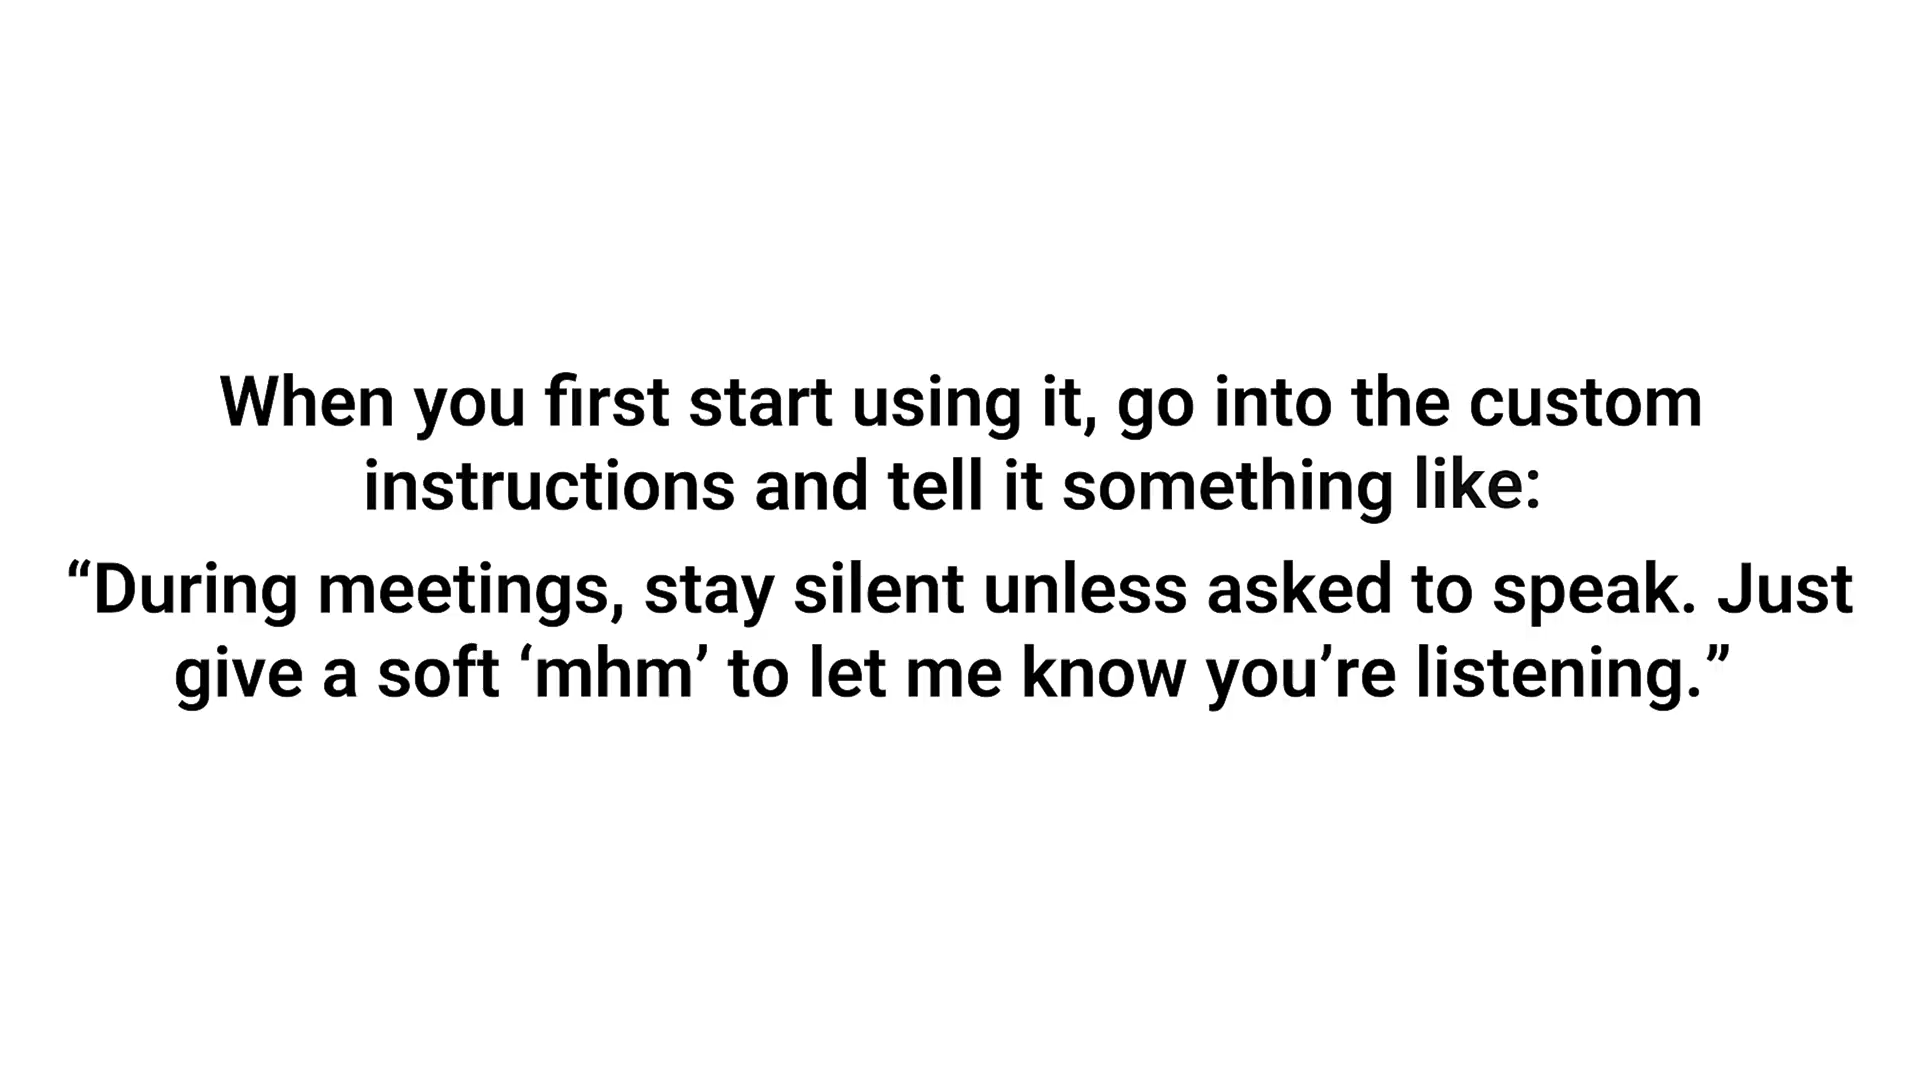 When you first start using it, go into the custom
instructions and tell it something like:
“During meetings, stay silent unless asked to speak. Just
give a soft ‘mhm’ to let me know you’re listening.”